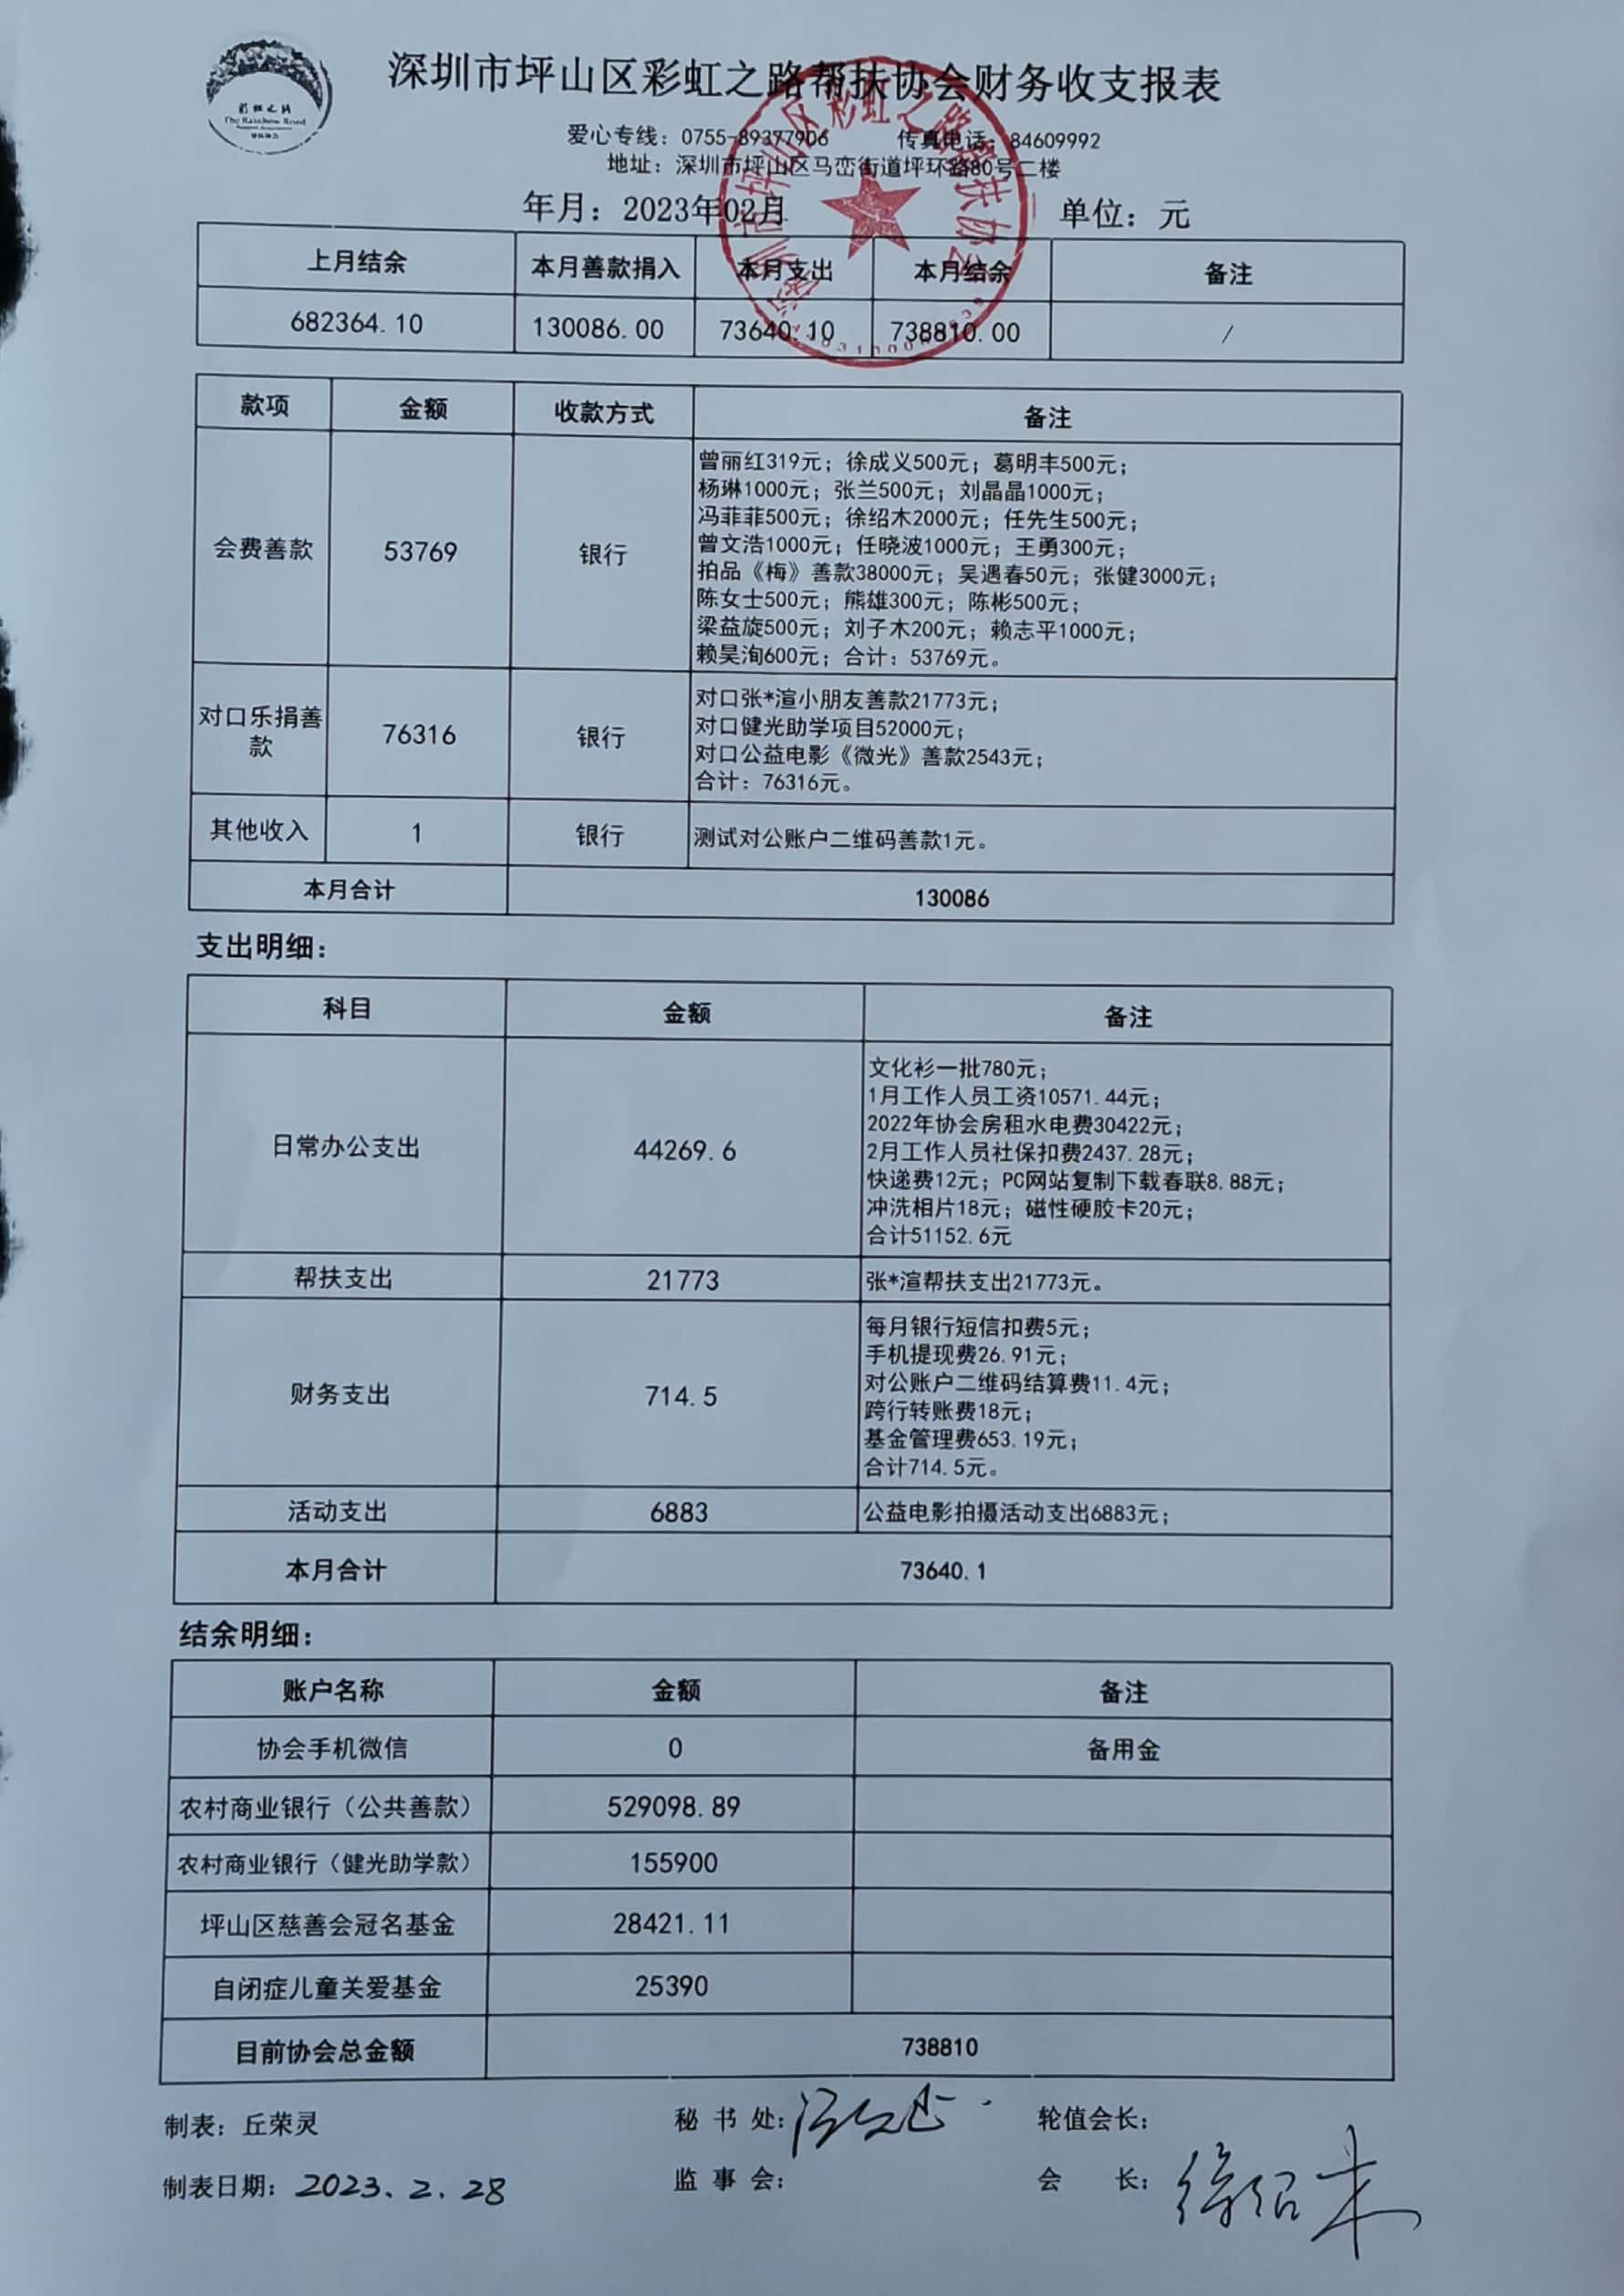 彩虹之路
The Rainbow Road
深圳市坪山区彩虹之路帮扶协会财务收支报表
爱心专线：0755-89377906 传真电话：84609992
地址：深圳市坪山区马峦街道坪环路80号二楼
年月：2023年02月 单位：元
上月结余 本月善款捐入 本月支出 本月结余 备注
682364.10 130086.00 73640.10 738810.00 /
款项 金额 收款方式 备注
会费善款 53769 银行
曾丽红319元；徐成义500元；葛明丰500元；
杨琳1000元；张兰500元；刘晶晶1000元；
冯菲菲500元；徐绍木2000元；任先生500元；
曾文浩1000元；任晓波1000元；王勇300元；
拍品《梅》善款38000元；吴遇春50元；张健3000元；
陈女士500元；熊雄300元；陈彬500元；
梁益旋500元；刘子木200元；赖志平1000元；
赖昊洵600元；合计：53769元。
对口乐捐善
款
76316 银行
对口张*渲小朋友善款21773元；
对口健光助学项目52000元；
对口公益电影《微光》善款2543元；
合计：76316元。
其他收入 1 银行 测试对公账户二维码善款1元。
本月合计 130086
支出明细：
科目 金额 备注
日常办公支出 44269.6
文化衫一批780元；
1月工作人员工资10571.44元；
2022年协会房租水电费30422元；
2月工作人员社保扣费2437.28元；
快递费12元；PC网站复制下载春联8.88元；
冲洗相片18元；磁性硬胶卡20元；
合计51152.6元
帮扶支出 21773 张*渲帮扶支出21773元。
财务支出 714.5
每月银行短信扣费5元；
手机提现费26.91元；
对公账户二维码结算费11.4元；
跨行转账费18元；
基金管理费653.19元；
合计714.5元。
活动支出 6883 公益电影拍摄活动支出6883元；
本月合计 73640.1
结余明细：
账户名称 金额 备注
协会手机微信 0 备用金
农村商业银行（公共善款） 529098.89
农村商业银行（健光助学款） 155900
坪山区慈善会冠名基金 28421.11
自闭症儿童关爱基金 25390
目前协会总金额 738810
制表：丘荣灵 秘 书 处： 轮值会长：
制表日期：2023.2.28 监 事 会： 会 长：徐绍木